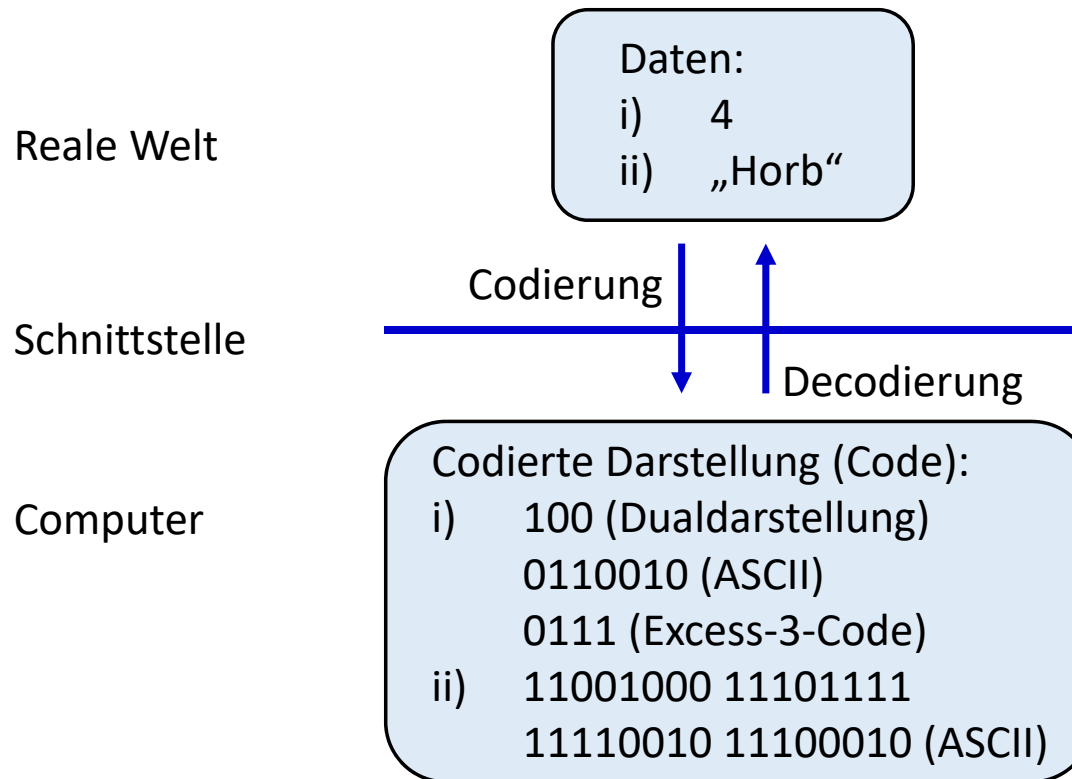 Daten:
i) 4
ii) „Horb“
Reale Welt
Codierung
Schnittstelle
Decodierung
Codierte Darstellung (Code):
Computer
i) 100 (Dualdarstellung)
0110010 (ASCII)
0111 (Excess-3-Code)
ii) 11001000 11101111
11110010 11100010 (ASCII)